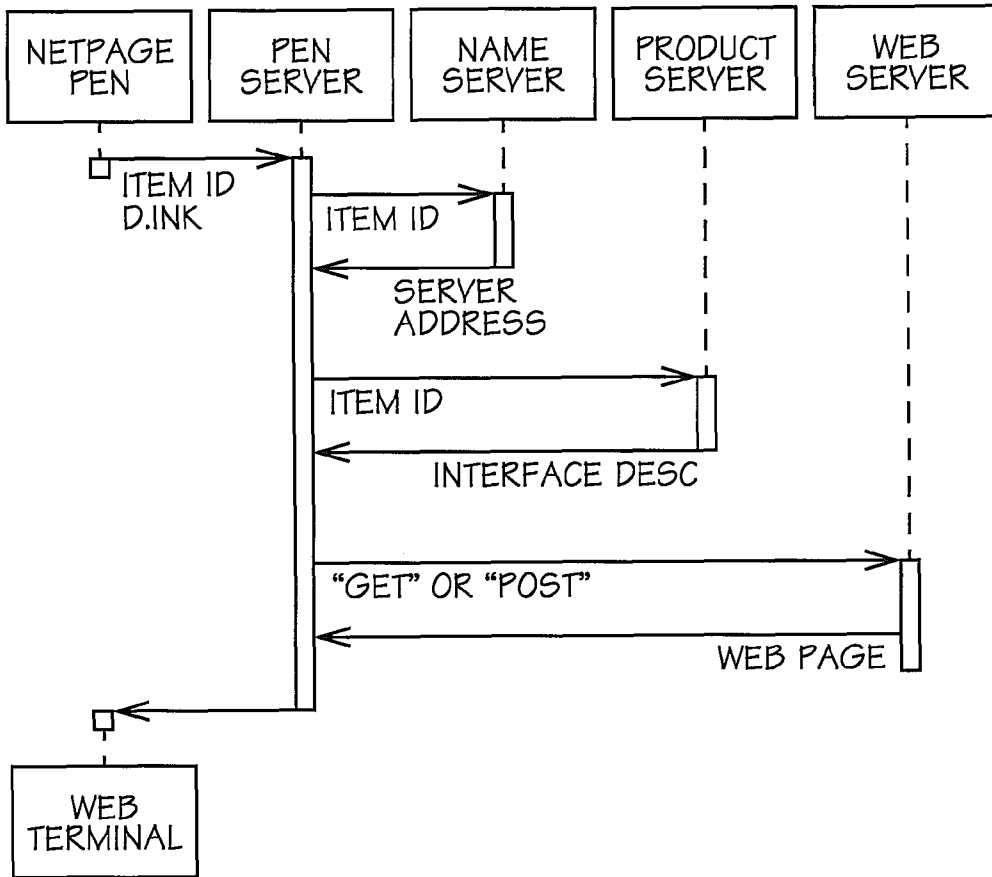 NETPAGE
PEN
PEN
SERVER
NAME
SERVER
PRODUCT
SERVER
WEB
SERVER
ITEM ID
D.INK
ITEM ID
SERVER
ADDRESS
ITEM ID
INTERFACE DESC
“GET” OR “POST”
WEB PAGE
WEB
TERMINAL